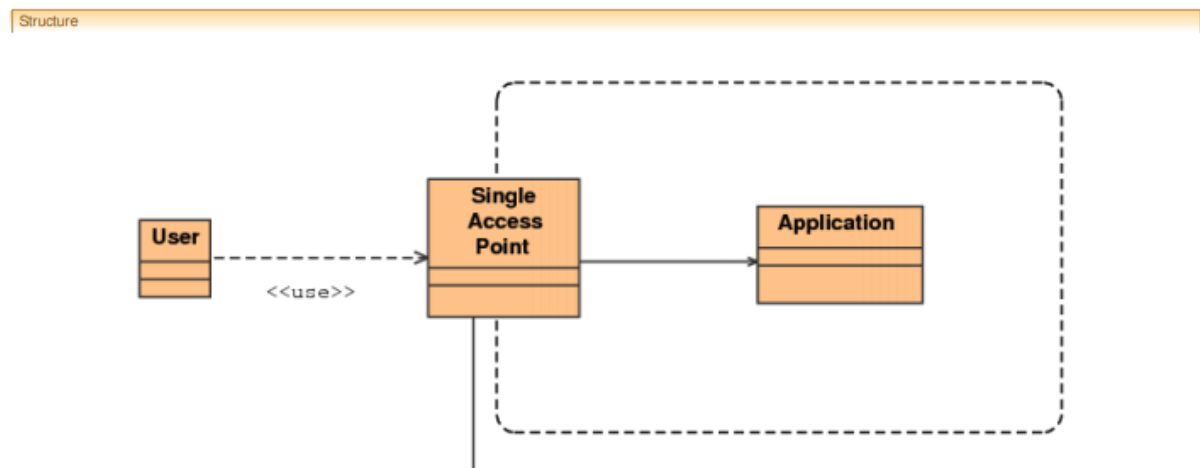 Structure
User
Single
Access
Point
Application
<<use>>